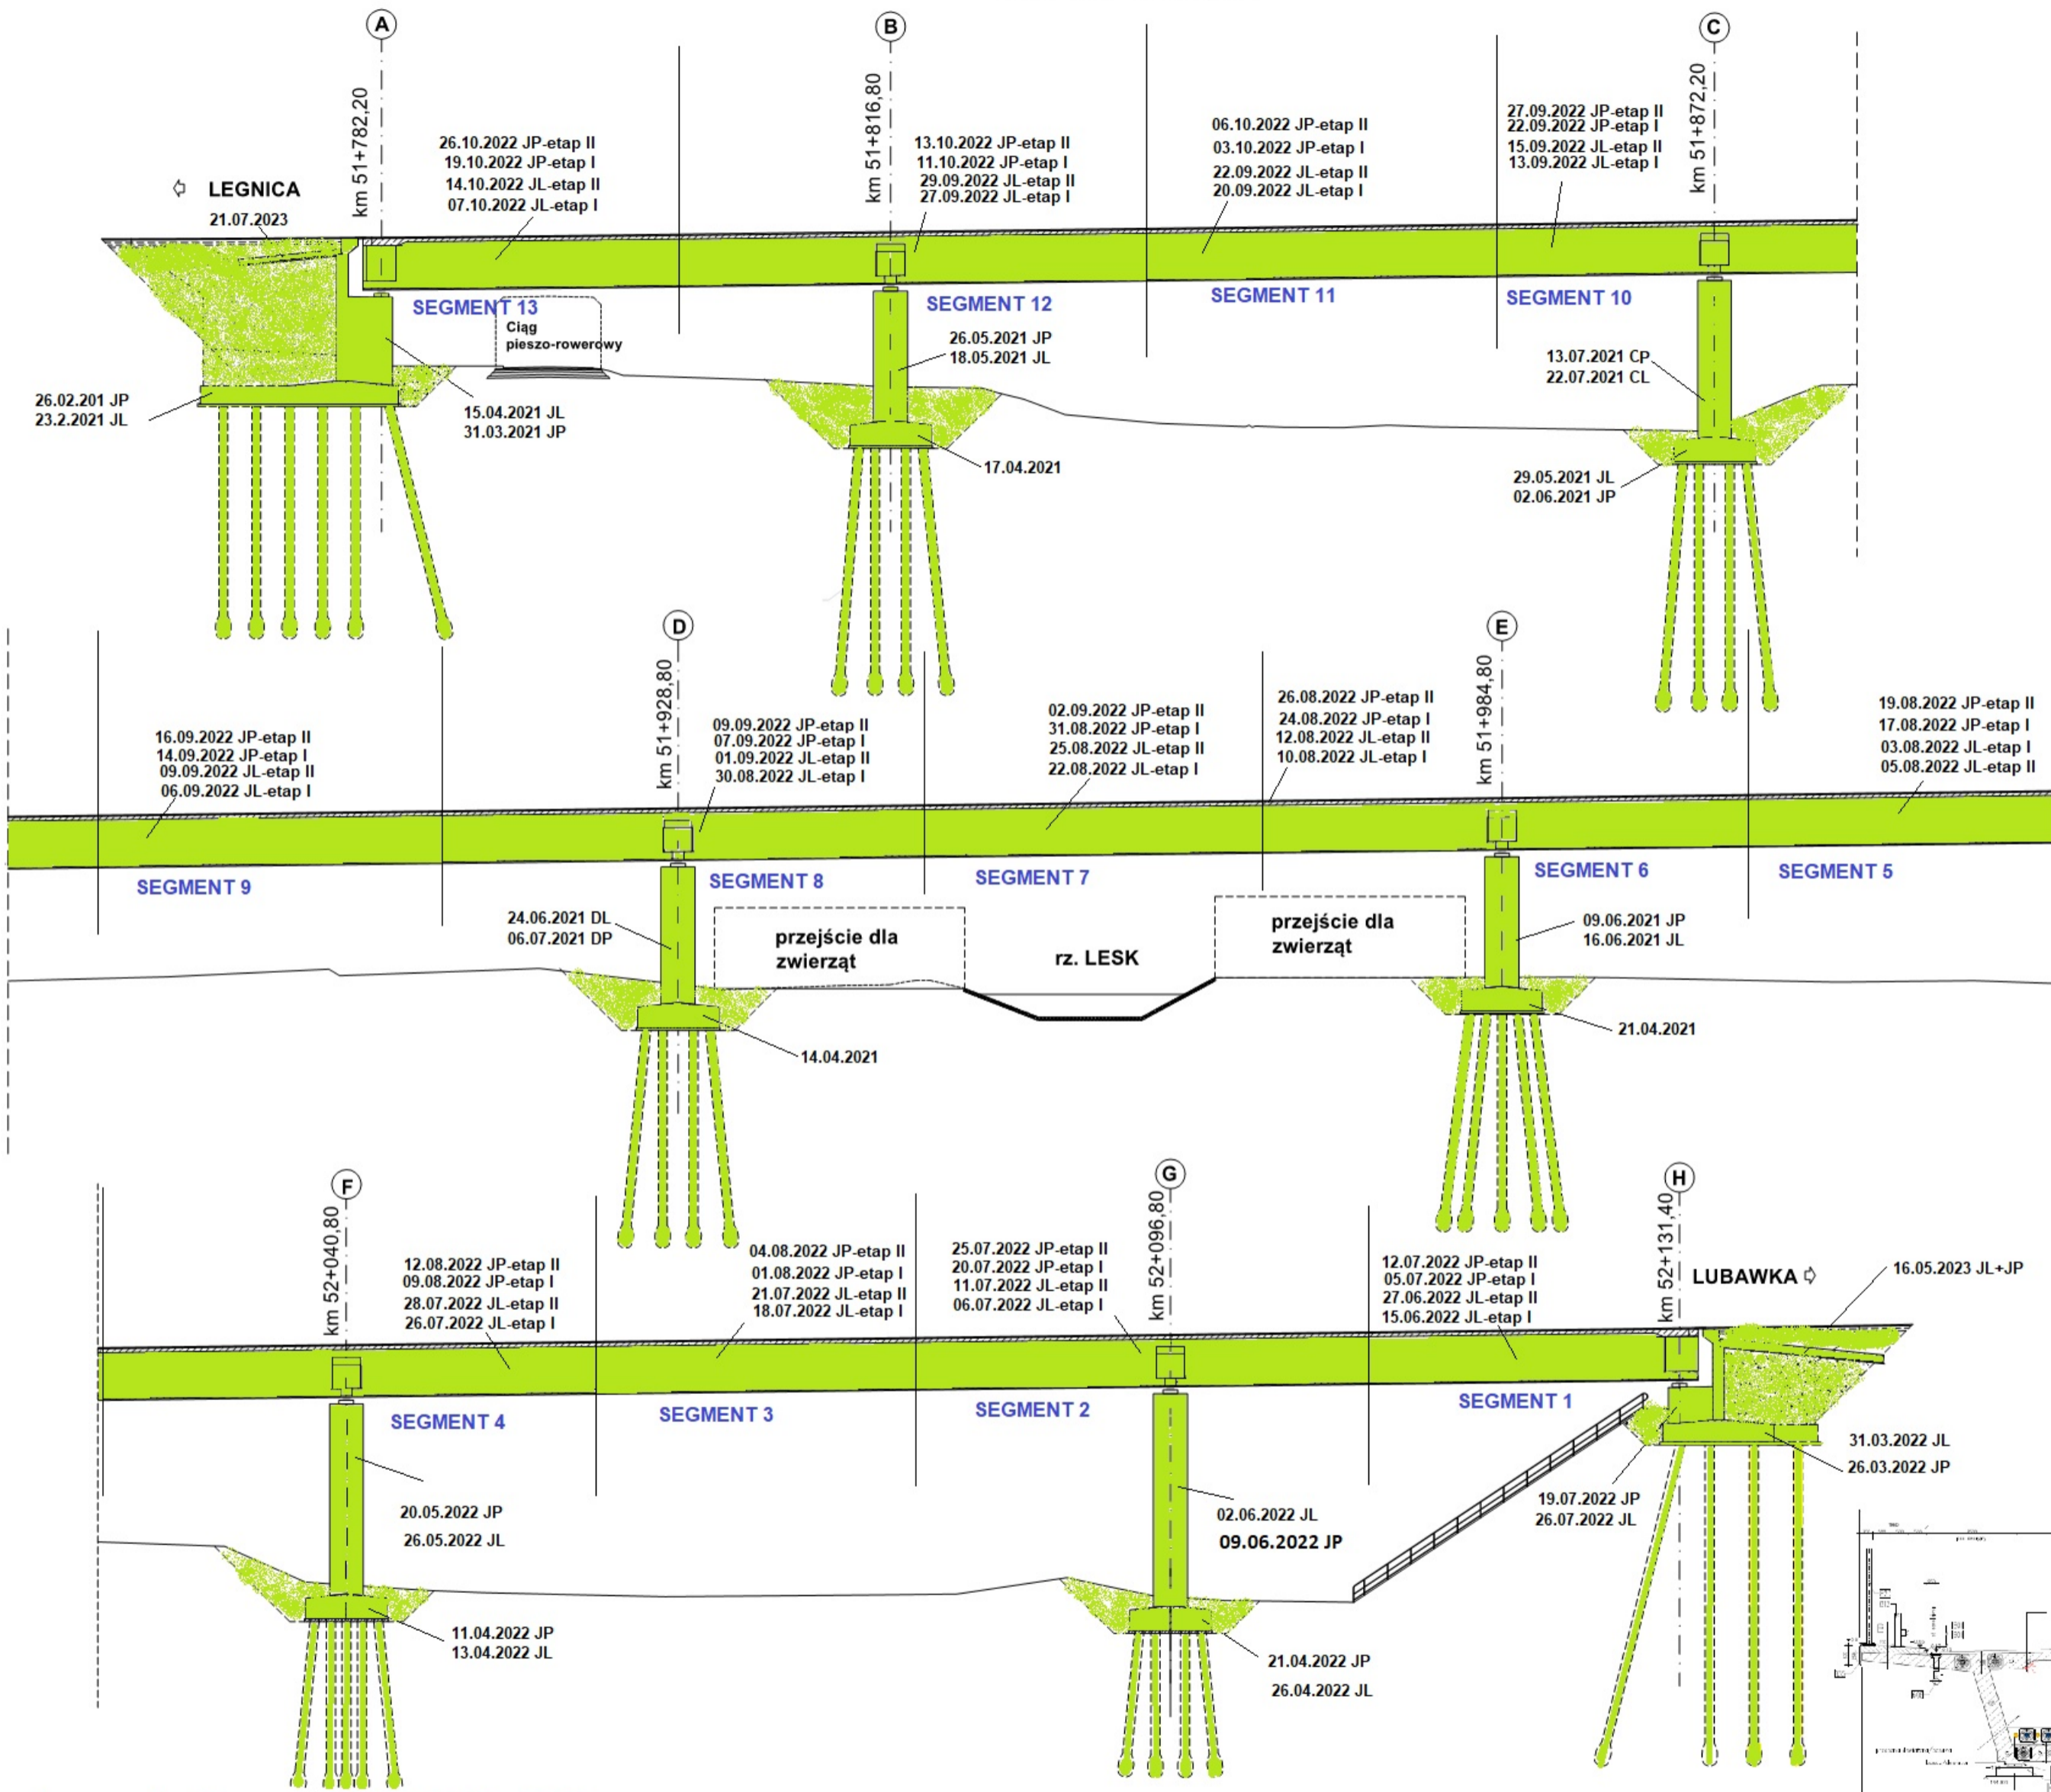 A
B
C
km 51+782,20
km 51+816,80
km 51+872,20
26.10.2022 JP-etap II
19.10.2022 JP-etap I
14.10.2022 JL-etap II
07.10.2022 JL-etap I
13.10.2022 JP-etap II
11.10.2022 JP-etap I
29.09.2022 JL-etap II
27.09.2022 JL-etap I
06.10.2022 JP-etap II
03.10.2022 JP-etap I
22.09.2022 JL-etap II
20.09.2022 JL-etap I
27.09.2022 JP-etap II
22.09.2022 JP-etap I
15.09.2022 JL-etap II
13.09.2022 JL-etap I
LEGNICA
21.07.2023
SEGMENT 13
SEGMENT 12
SEGMENT 11
SEGMENT 10
Ciąg
pieszo-rowerowy
26.05.2021 JP
18.05.2021 JL
13.07.2021 CP
22.07.2021 CL
26.02.201 JP
23.2.2021 JL
15.04.2021 JL
31.03.2021 JP
17.04.2021
29.05.2021 JL
02.06.2021 JP
D
E
km 51+928,80
km 51+984,80
16.09.2022 JP-etap II
14.09.2022 JP-etap I
09.09.2022 JL-etap II
06.09.2022 JL-etap I
09.09.2022 JP-etap II
07.09.2022 JP-etap I
01.09.2022 JL-etap II
30.08.2022 JL-etap I
02.09.2022 JP-etap II
31.08.2022 JP-etap I
25.08.2022 JL-etap II
22.08.2022 JL-etap I
26.08.2022 JP-etap II
24.08.2022 JP-etap I
12.08.2022 JL-etap II
10.08.2022 JL-etap I
19.08.2022 JP-etap II
17.08.2022 JP-etap I
03.08.2022 JL-etap I
05.08.2022 JL-etap II
SEGMENT 9
SEGMENT 8
SEGMENT 7
SEGMENT 6
SEGMENT 5
24.06.2021 DL
06.07.2021 DP
przejście dla
zwierząt
rz. LESK
przejście dla
zwierząt
09.06.2021 JP
16.06.2021 JL
14.04.2021
21.04.2021
F
G
H
km 52+040,80
km 52+096,80
km 52+131,40
12.08.2022 JP-etap II
09.08.2022 JP-etap I
28.07.2022 JL-etap II
26.07.2022 JL-etap I
04.08.2022 JP-etap II
01.08.2022 JP-etap I
21.07.2022 JL-etap II
18.07.2022 JL-etap I
25.07.2022 JP-etap II
20.07.2022 JP-etap I
11.07.2022 JL-etap II
06.07.2022 JL-etap I
12.07.2022 JP-etap II
05.07.2022 JP-etap I
27.06.2022 JL-etap II
15.06.2022 JL-etap I
LUBAWKA
16.05.2023 JL+JP
SEGMENT 4
SEGMENT 3
SEGMENT 2
SEGMENT 1
20.05.2022 JP
26.05.2022 JL
02.06.2022 JL
09.06.2022 JP
31.03.2022 JL
26.03.2022 JP
19.07.2022 JP
26.07.2022 JL
11.04.2022 JP
13.04.2022 JL
21.04.2022 JP
26.04.2022 JL